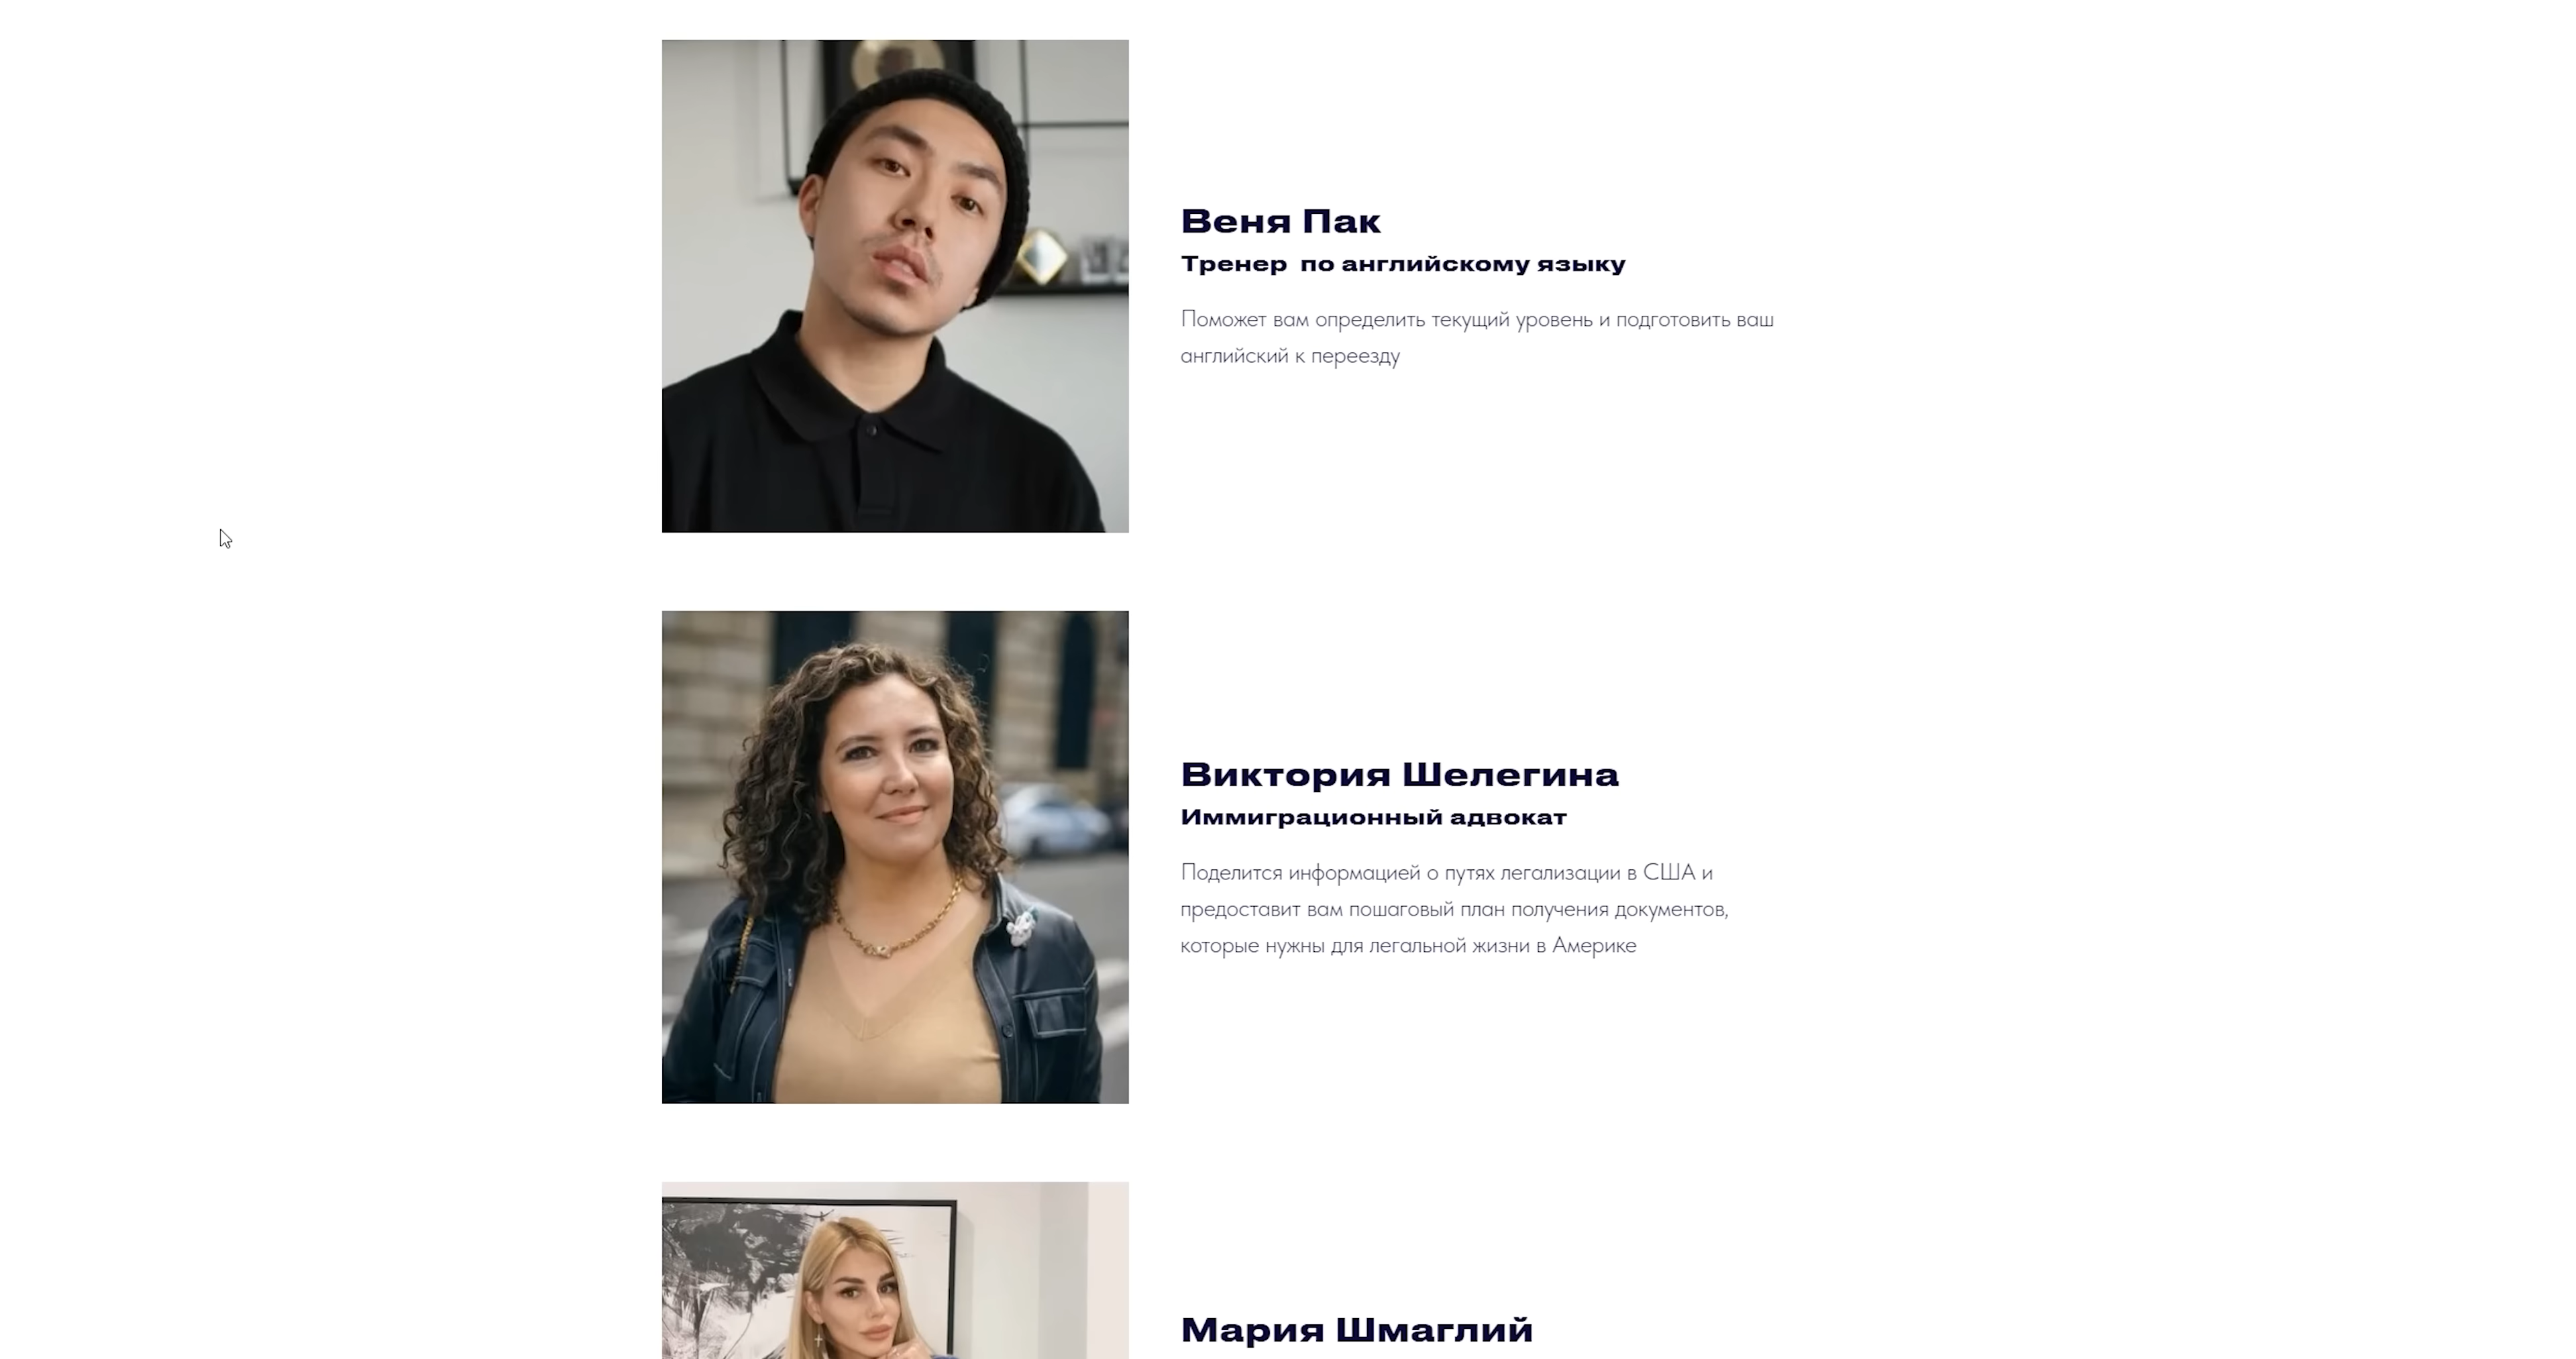 Веня Пак
Тренер по английскому языку
Поможет вам определить текущий уровень и подготовить ваш
английский к переезду
Виктория Шелегина
Иммиграционный адвокат
Поделится информацией о путях легализации в США и
предоставит вам пошаговый план получения документов,
которые нужны для легальной жизни в Америке
Мария Шмаглий